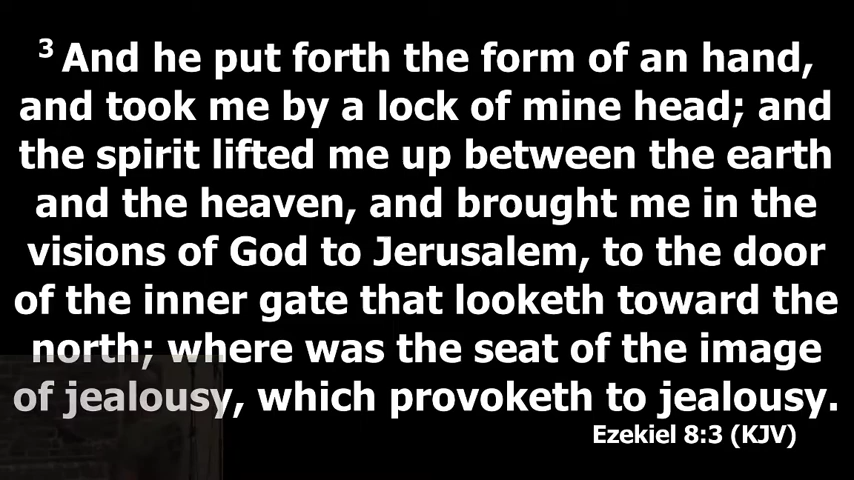 3 And he put forth the form of an hand,
and took me by a lock of mine head; and
the spirit lifted me up between the earth
and the heaven, and brought me in the
visions of God to Jerusalem, to the door
of the inner gate that looketh toward the
north; where was the seat of the image
of jealousy, which provoketh to jealousy.
Ezekiel 8:3 (KJV)